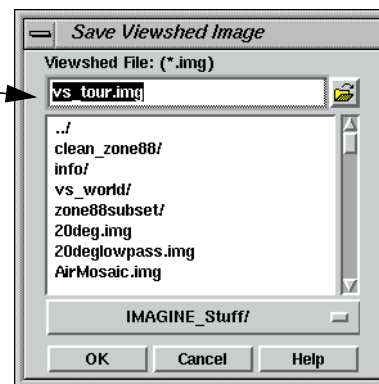 Save Viewshed Image
Viewshed File: (*.img)
vs_tour.img
../
clean_zone88/
info/
vs_world/
zone88subset/
20deg.img
20deglowpass.img
AirMosaic.img
IMAGINE_Stuff/
OK Cancel Help